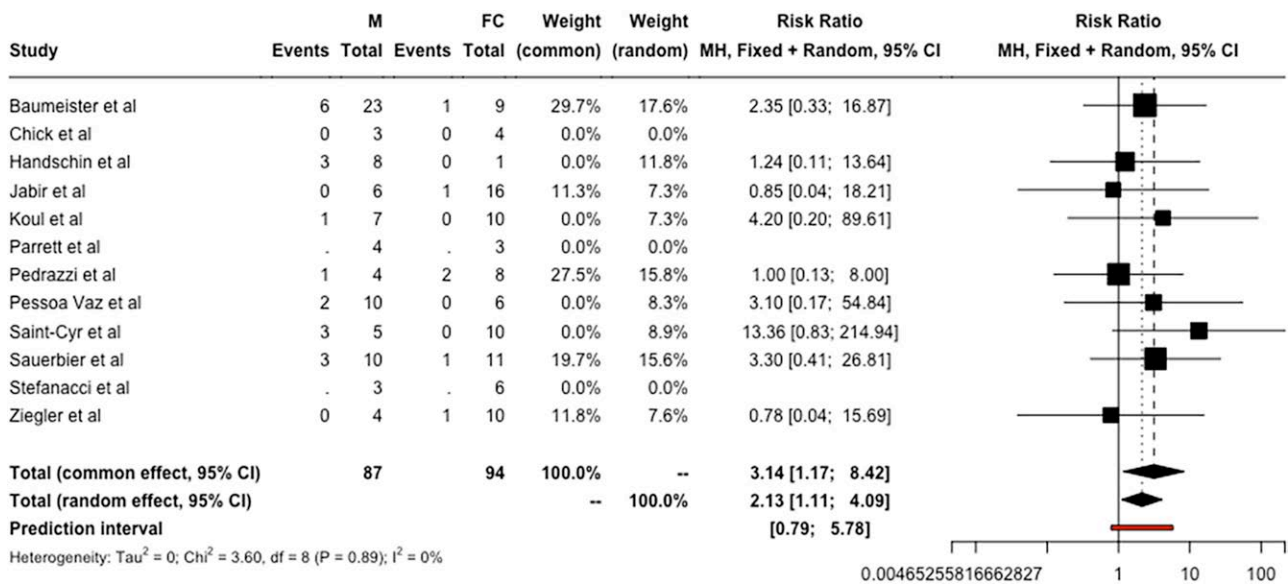 M FC Weight Weight Risk Ratio Risk Ratio
Study Events Total Events Total (common) (random) MH, Fixed + Random, 95% CI MH, Fixed + Random, 95% CI
Baumeister et al 6 23 1 9 29.7% 17.6% 2.35 [0.33; 16.87]
Chick et al 0 3 0 4 0.0% 0.0%
Handschin et al 3 8 0 1 0.0% 11.8% 1.24 [0.11; 13.64]
Jabir et al 0 6 1 16 11.3% 7.3% 0.85 [0.04; 18.21]
Koul et al 1 7 0 10 0.0% 7.3% 4.20 [0.20; 89.61]
Parrett et al . 4 . 3 0.0% 0.0%
Pedrazzi et al 1 4 2 8 27.5% 15.8% 1.00 [0.13; 8.00]
Pessoa Vaz et al 2 10 0 6 0.0% 8.3% 3.10 [0.17; 54.84]
Saint-Cyr et al 3 5 0 10 0.0% 8.9% 13.36 [0.83; 214.94]
Sauerbier et al 3 10 1 11 19.7% 15.6% 3.30 [0.41; 26.81]
Stefanacci et al . 3 . 6 0.0% 0.0%
Ziegler et al 0 4 1 10 11.8% 7.6% 0.78 [0.04; 15.69]
Total (common effect, 95% CI) 87 94 100.0% -- 3.14 [1.17; 8.42]
Total (random effect, 95% CI) -- 100.0% 2.13 [1.11; 4.09]
Prediction interval [0.79; 5.78]
Heterogeneity: Tau² = 0; Chi² = 3.60, df = 8 (P = 0.89); I² = 0%
0.00465255816662827 1 10 100